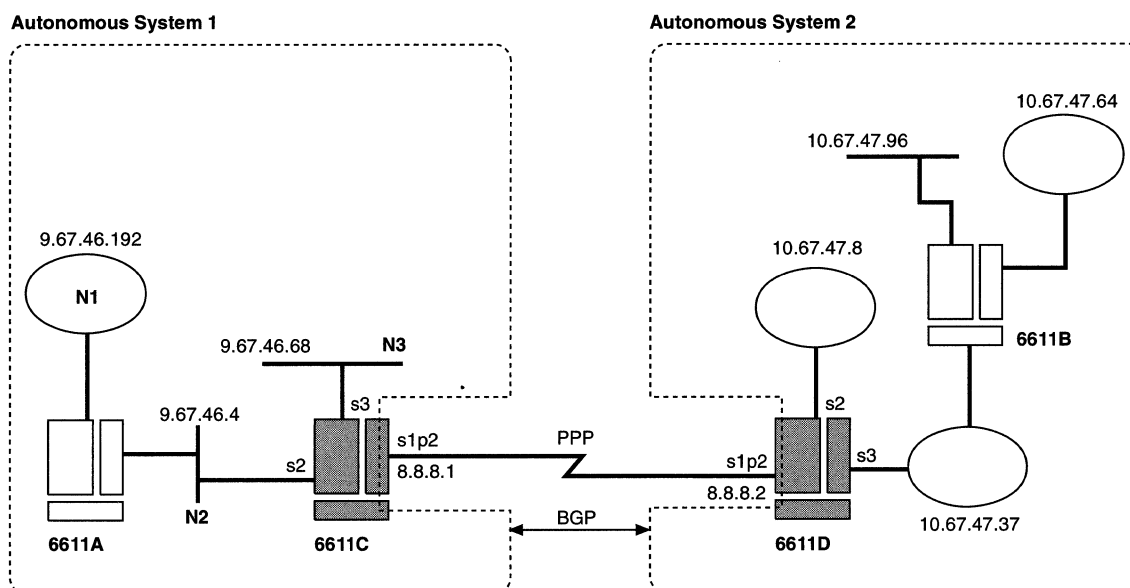 Autonomous System 1
Autonomous System 2
10.67.47.64
10.67.47.96
9.67.46.192
10.67.47.8
N1
6611B
9.67.46.68
N3
9.67.46.4
s3
s2
s1p2
PPP
s3
s2
s1p2
8.8.8.1
8.8.8.2
N2
BGP
10.67.47.37
6611A
6611C
6611D